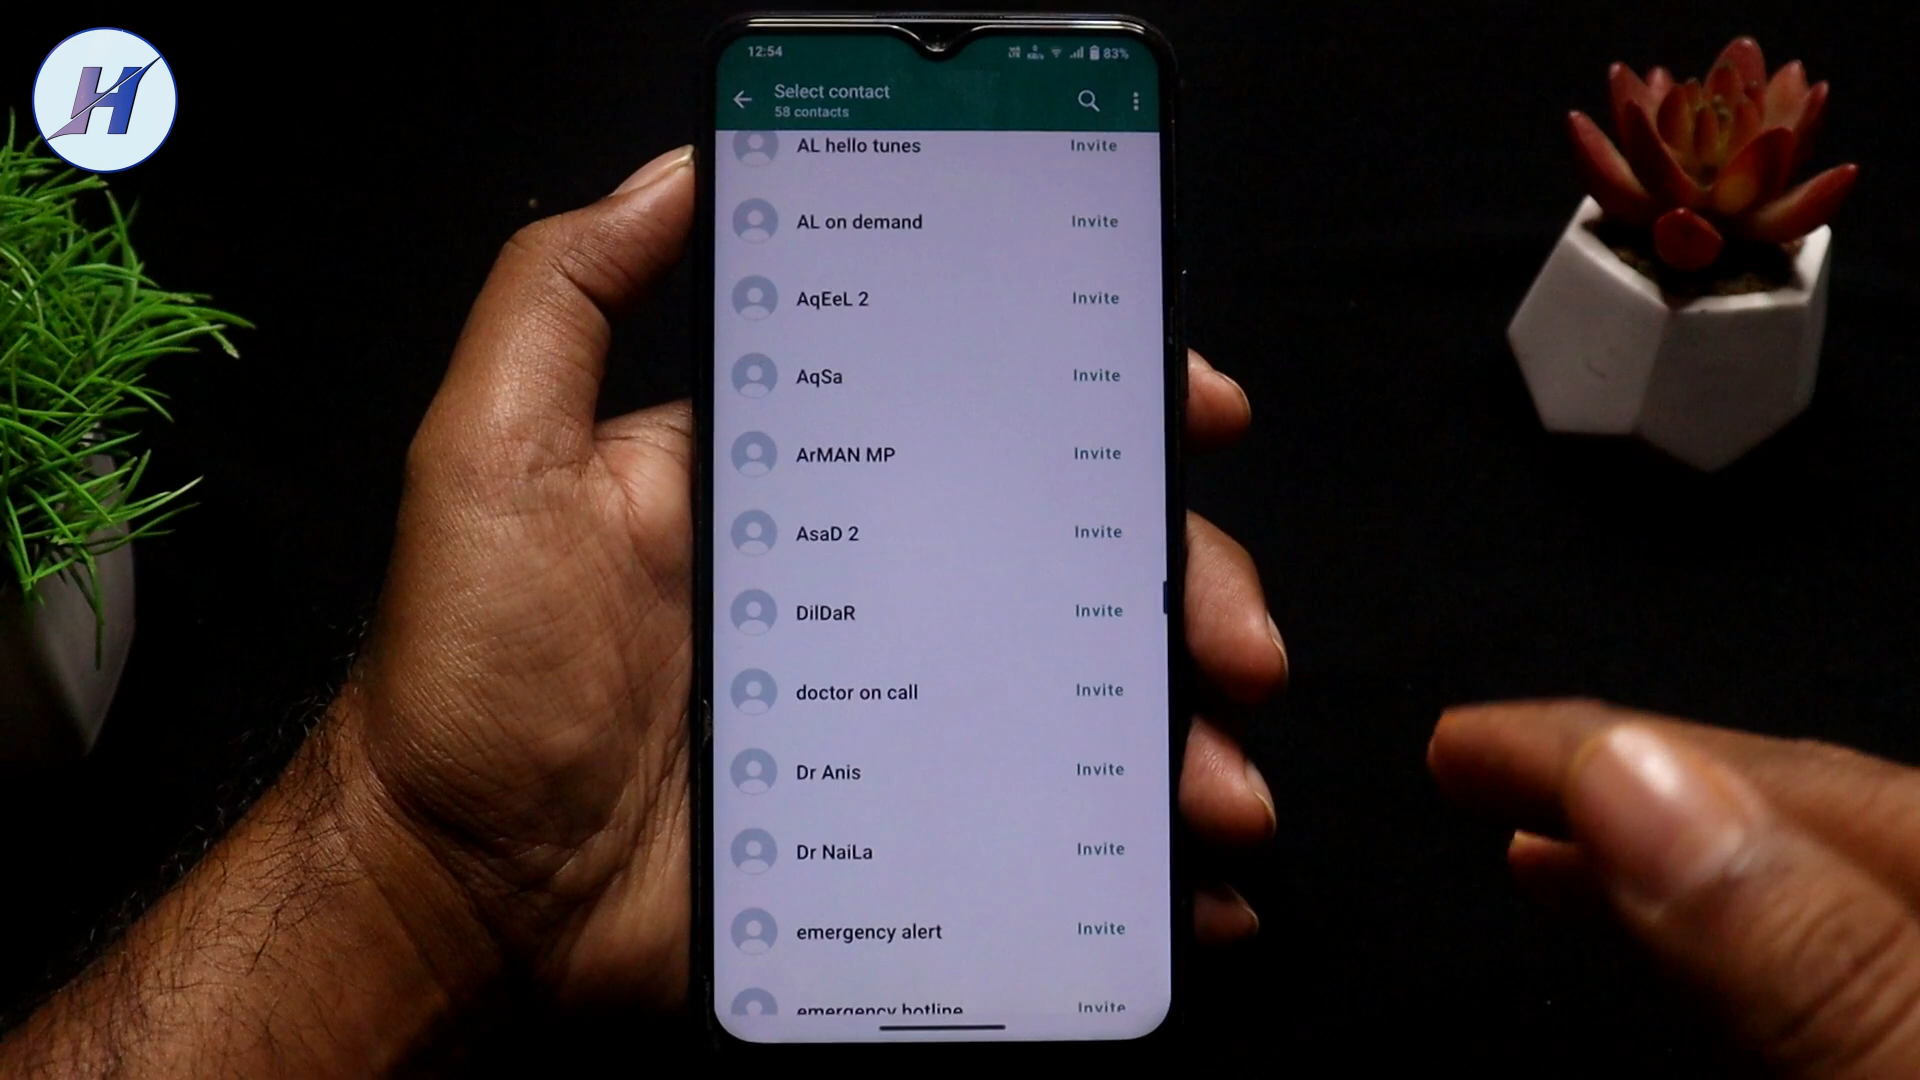 H
12:54
83%
Select contact
58 contacts
AL hello tunes Invite
AL on demand Invite
AqEeL 2 Invite
AqSa Invite
ArMAN MP Invite
AsaD 2 Invite
DilDaR Invite
doctor on call Invite
Dr Anis Invite
Dr NaiLa Invite
emergency alert Invite
emergency hotline Invite